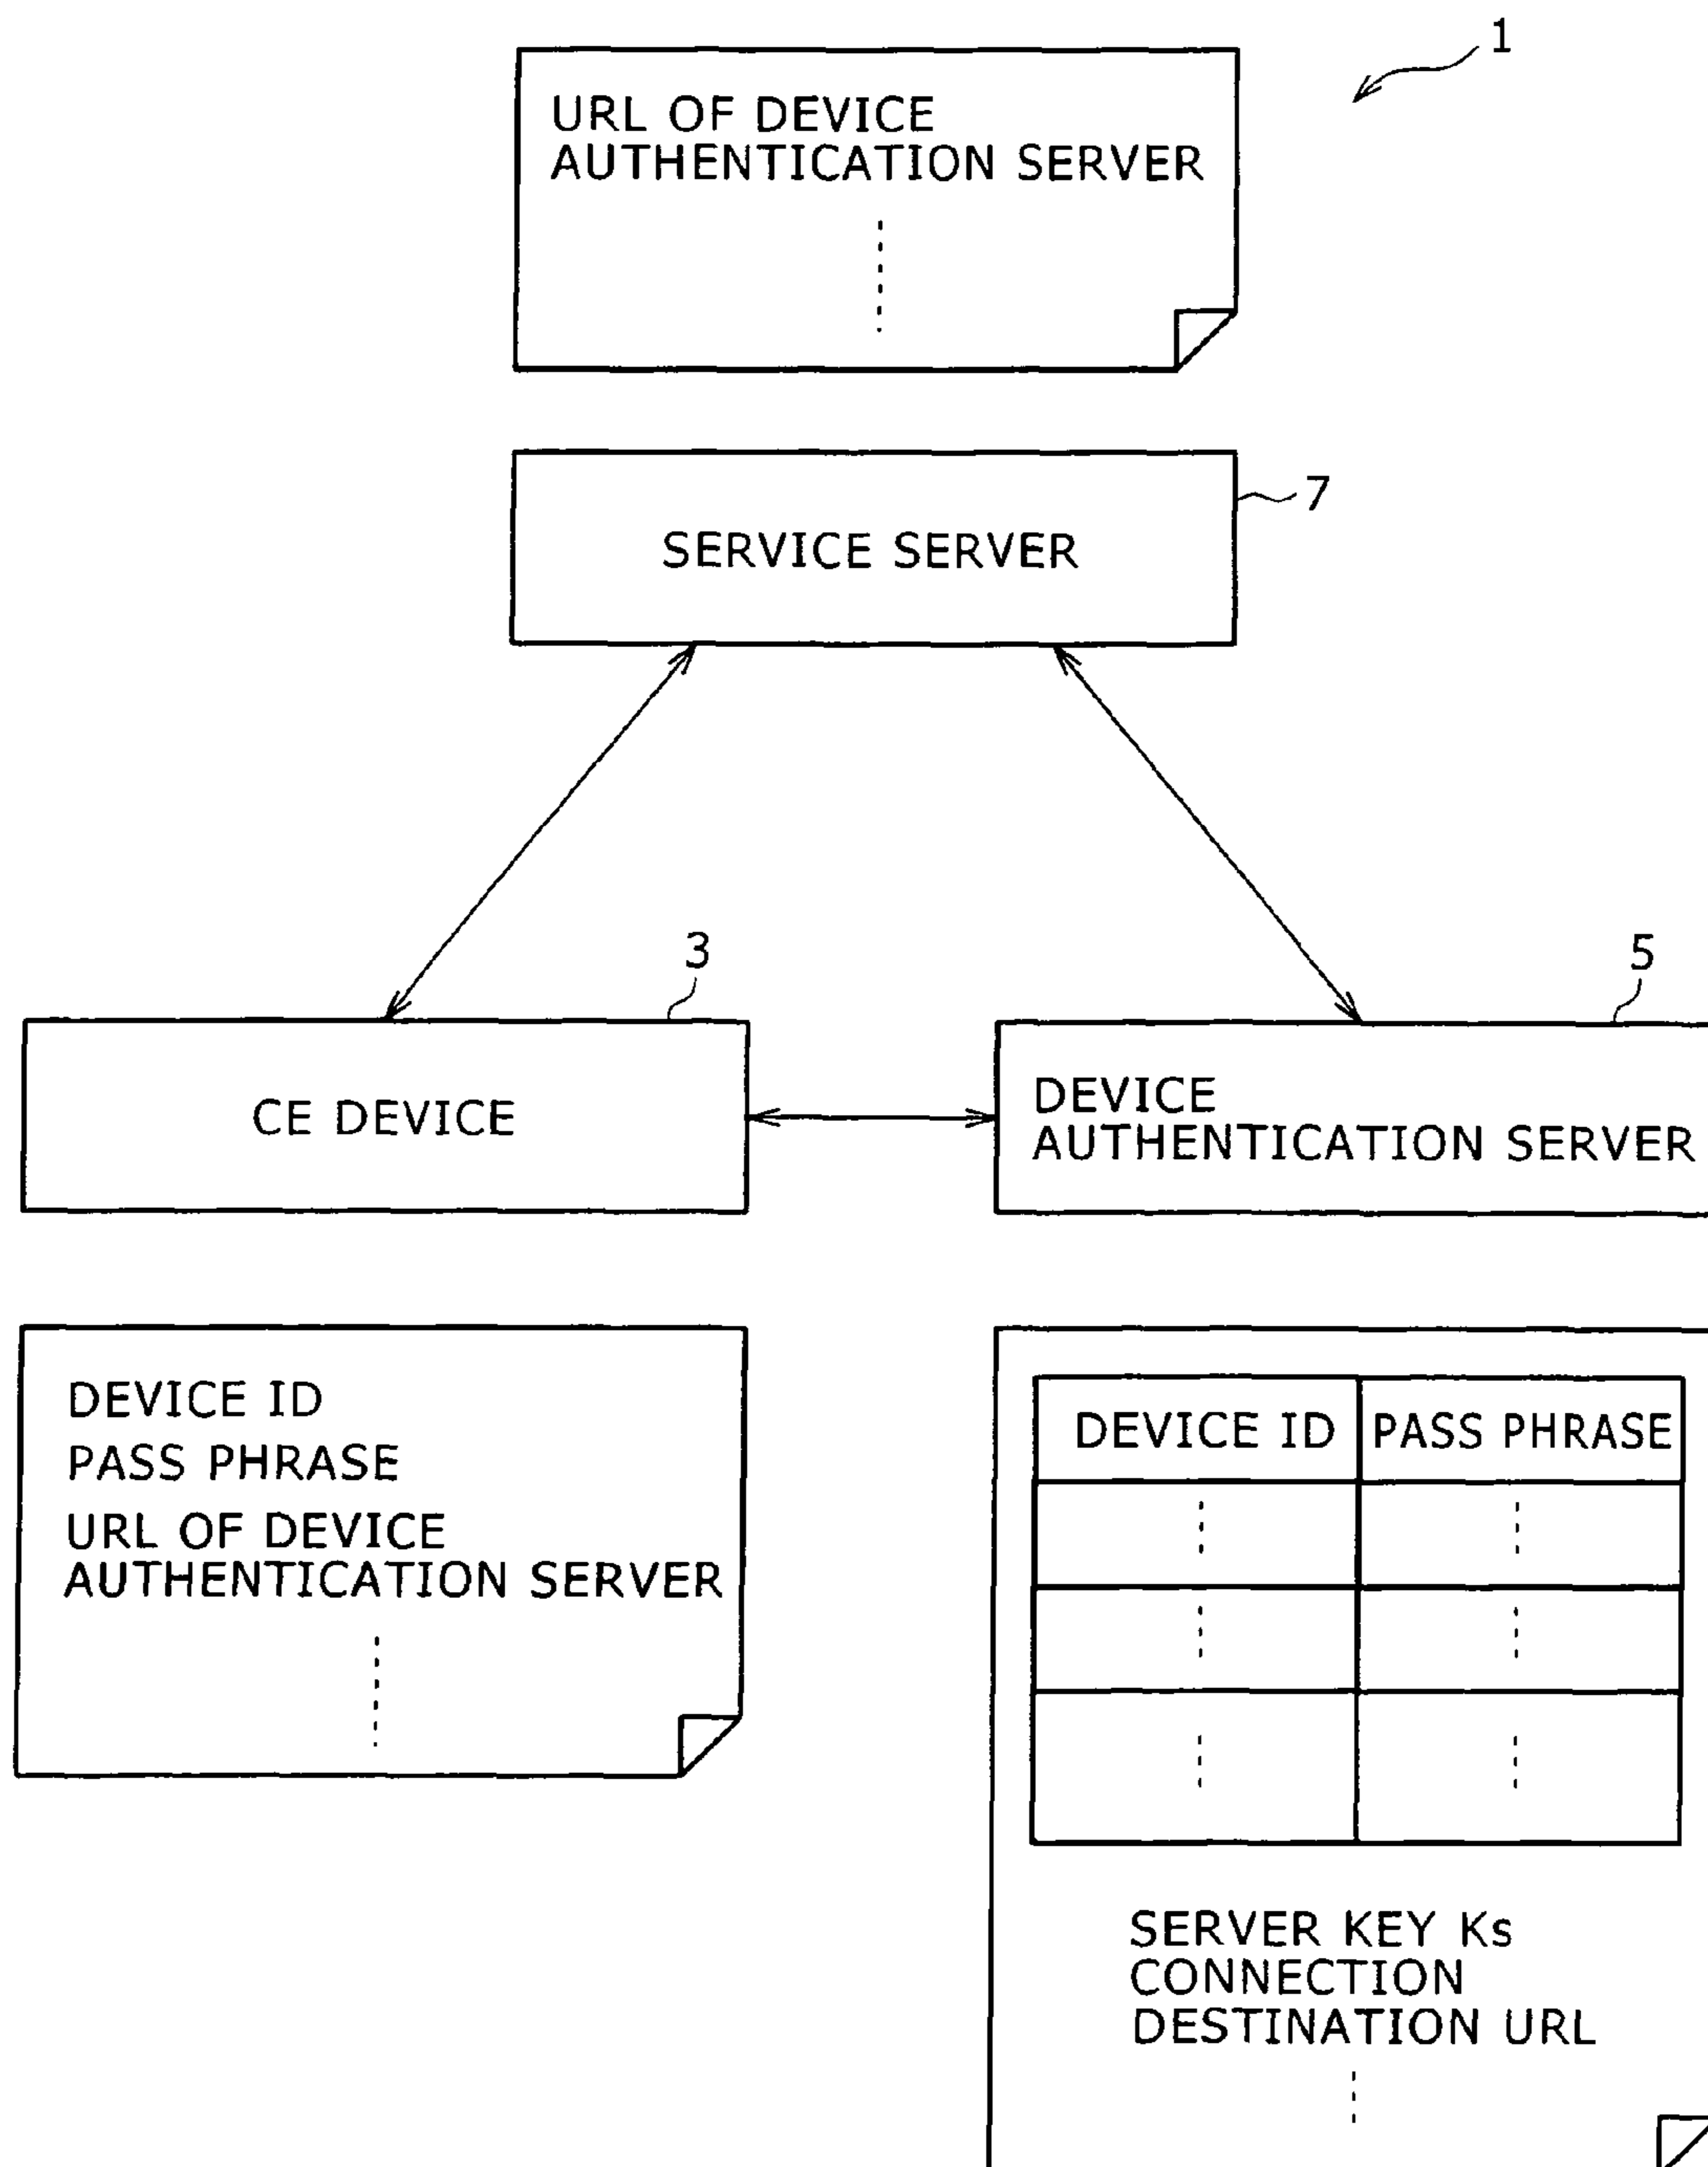 1
URL OF DEVICE
AUTHENTICATION SERVER
7
SERVICE SERVER
3
5
CE DEVICE
DEVICE
AUTHENTICATION SERVER
DEVICE ID
PASS PHRASE
URL OF DEVICE
AUTHENTICATION SERVER
DEVICE ID PASS PHRASE
SERVER KEY Ks
CONNECTION
DESTINATION URL